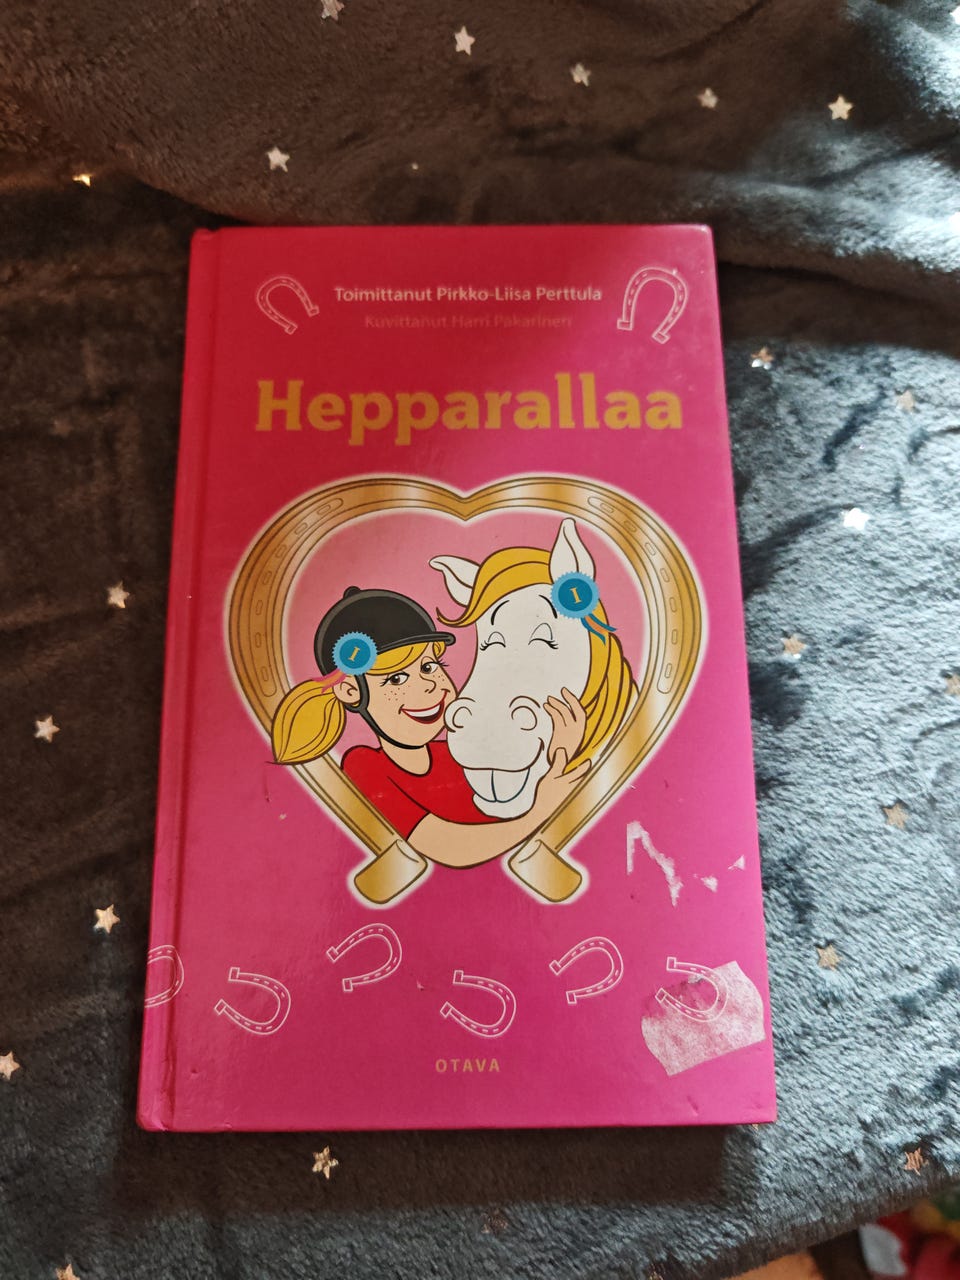 Toimittanut Pirkko-Liisa Perttula
Kuvittanut Harri Pakarinen
Hepparallaa
I
I
OTAVA